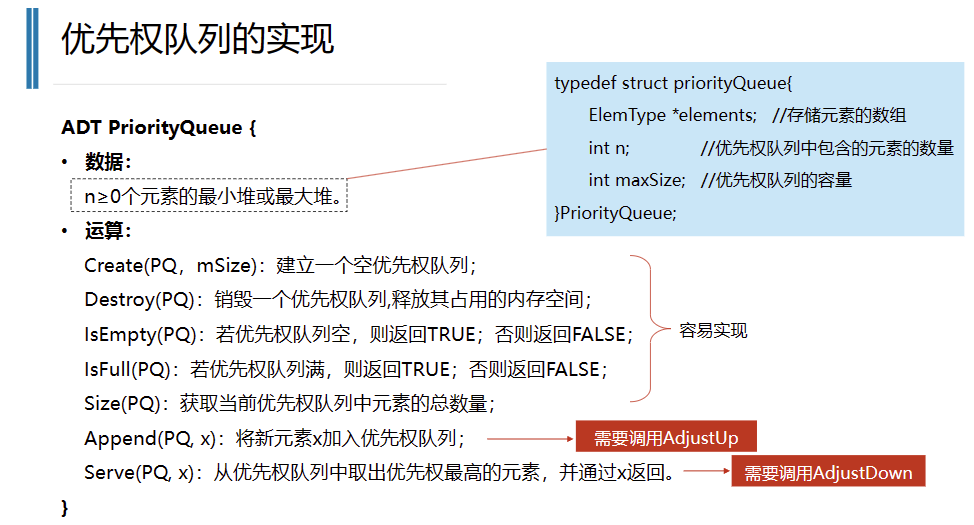 优先权队列的实现
typedef struct priorityQueue{
ElemType *elements; //存储元素的数组
int n; //优先权队列中包含的元素的数量
int maxSize; //优先权队列的容量
}PriorityQueue;
ADT PriorityQueue {
• 数据：
n≥0个元素的最小堆或最大堆。
• 运算：
Create(PQ，mSize)：建立一个空优先权队列；
Destroy(PQ)：销毁一个优先权队列,释放其占用的内存空间；
IsEmpty(PQ)：若优先权队列空，则返回TRUE；否则返回FALSE；
IsFull(PQ)：若优先权队列满，则返回TRUE；否则返回FALSE；
Size(PQ)：获取当前优先权队列中元素的总数量；
容易实现
Append(PQ, x)：将新元素x加入优先权队列；
需要调用AdjustUp
Serve(PQ, x)：从优先权队列中取出优先权最高的元素，并通过x返回。
需要调用AdjustDown
}